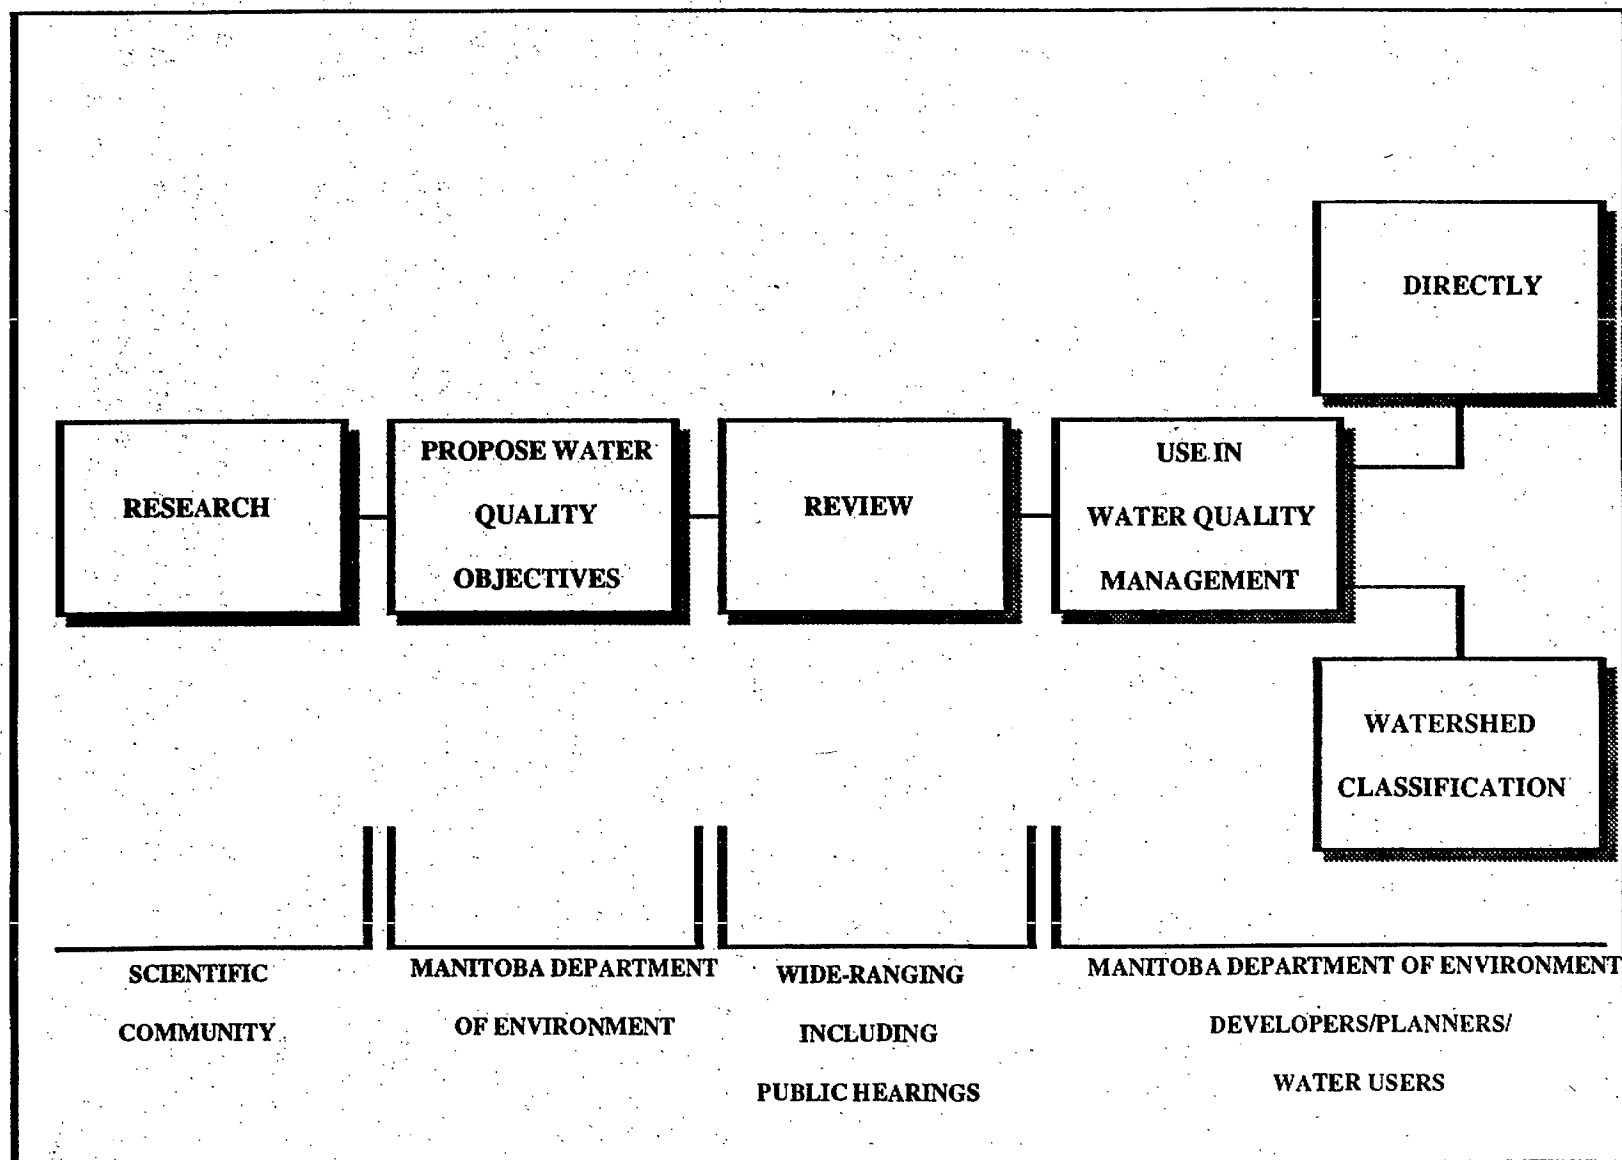 DIRECTLY
RESEARCH
PROPOSE WATER
QUALITY
OBJECTIVES
REVIEW
USE IN
WATER QUALITY
MANAGEMENT
WATERSHED
CLASSIFICATION
SCIENTIFIC
COMMUNITY
MANITOBA DEPARTMENT
OF ENVIRONMENT
WIDE-RANGING
INCLUDING
PUBLIC HEARINGS
MANITOBA DEPARTMENT OF ENVIRONMENT
DEVELOPERS/PLANNERS/
WATER USERS